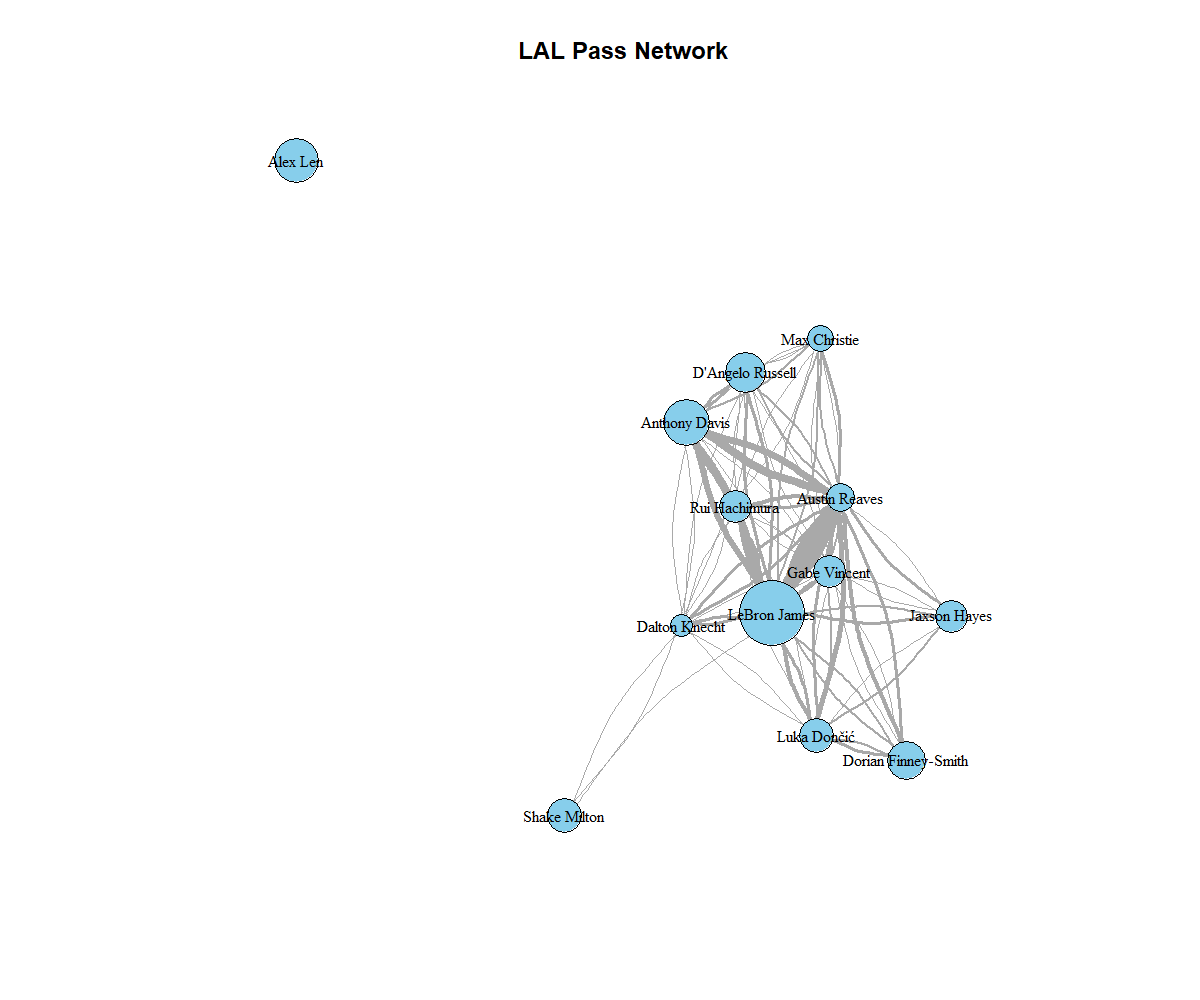 LAL Pass Network
Alex Len
Max Christie
D'Angelo Russell
Anthony Davis
Austin Reaves
Rui Hachimura
Gabe Vincent
LeBron James
Jaxson Hayes
Dalton Knecht
Luka Dončić
Dorian Finney-Smith
Shake Milton